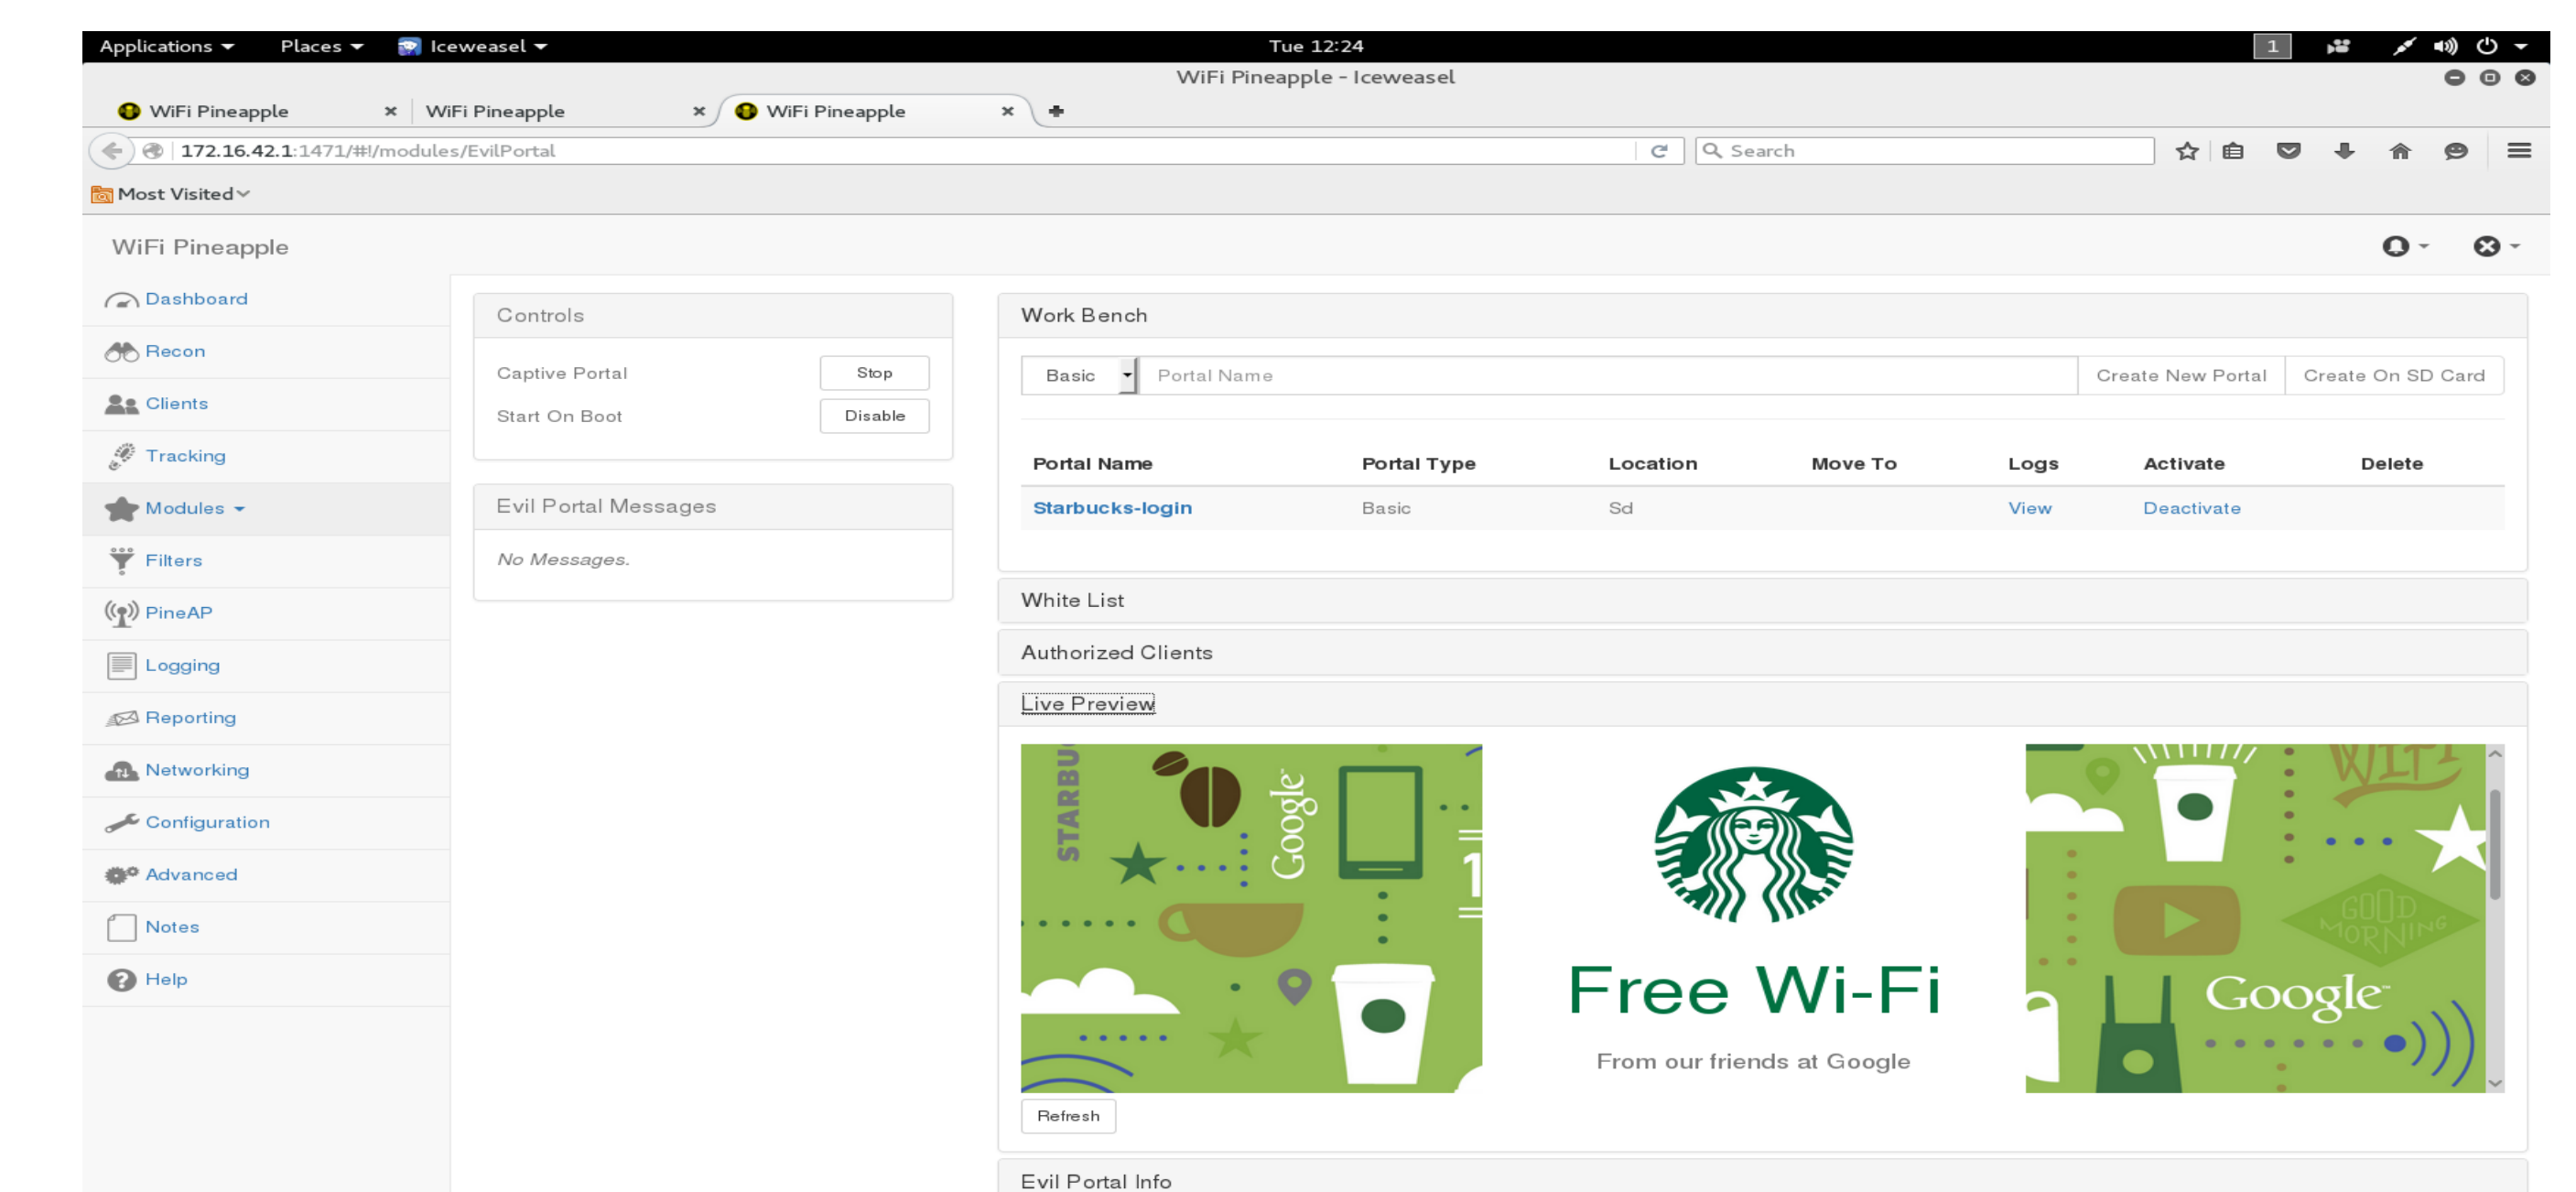 Applications Places Iceweasel Tue 12:24 1
WiFi Pineapple - Iceweasel
WiFi Pineapple WiFi Pineapple WiFi Pineapple
172.16.42.1:1471/#!/modules/EvilPortal Search
Most Visited
WiFi Pineapple
Dashboard
Recon
Clients
Tracking
Modules
Filters
PineAP
Logging
Reporting
Networking
Configuration
Advanced
Notes
Help
Controls
Captive Portal Stop
Start On Boot Disable
Evil Portal Messages
No Messages.
Work Bench
Basic Portal Name Create New Portal Create On SD Card
Portal Name Portal Type Location Move To Logs Activate Delete
Starbucks-login Basic Sd View Deactivate
White List
Authorized Clients
Live Preview
STARBU
Google
1
Free Wi-Fi
From our friends at Google
WIFI
GOOD
MORNING
Google
Refresh
Evil Portal Info